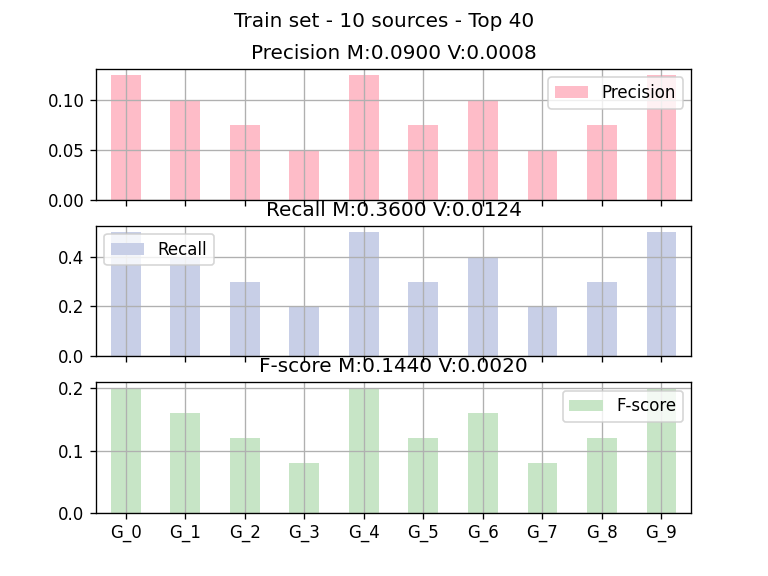 Train set - 10 sources - Top 40
Precision M:0.0900 V:0.0008
0.10
0.05
0.00
Precision
Recall M:0.3600 V:0.0124
0.4
0.2
0.0
Recall
F-score M:0.1440 V:0.0020
0.2
0.1
0.0
F-score
G_0 G_1 G_2 G_3 G_4 G_5 G_6 G_7 G_8 G_9